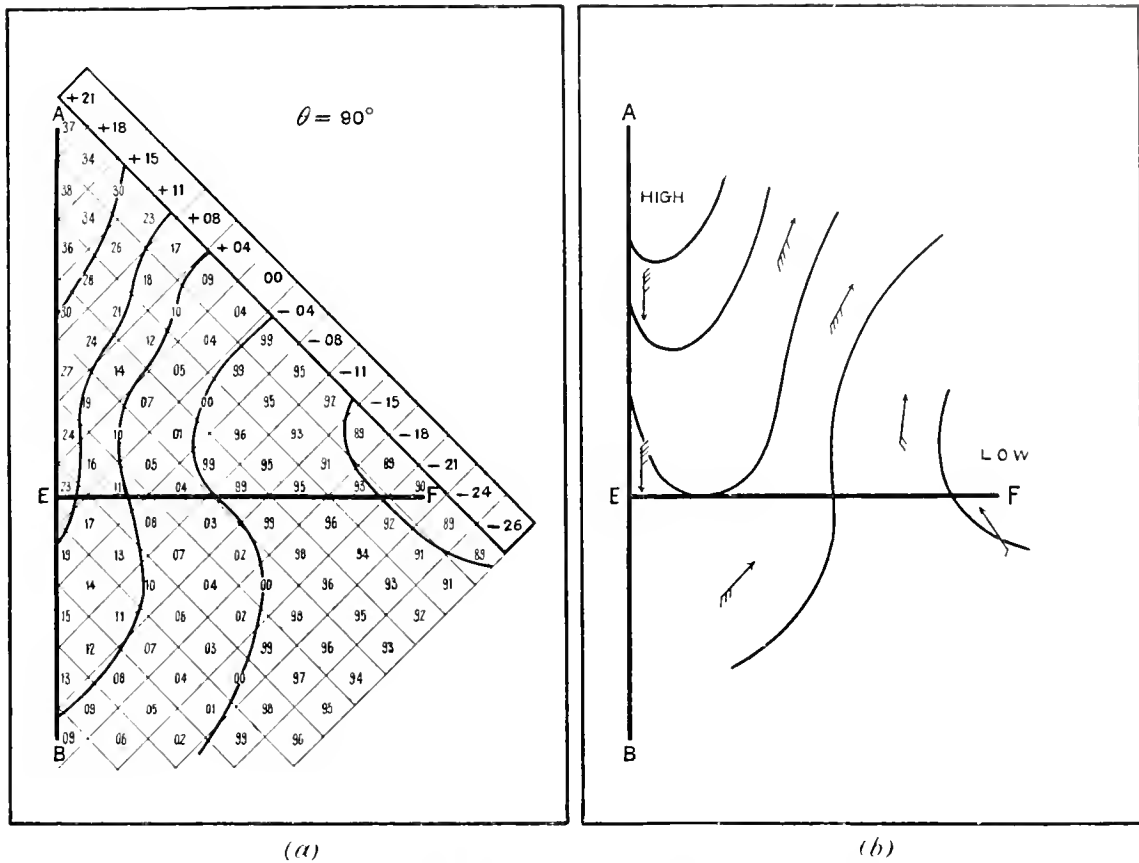 +21
A
θ = 90°
37 +18
34 +15
38 30 +11
34 23 +08
36 26 17 +04
28 18 09 00
30 21 10 04 −04
24 12 04 99 −08
27 14 05 99 95 −11
19 07 00 95 92 −15
24 10 01 96 93 89 −18
16 05 99 95 91 89 −21
23 11 04 99 95 93 90 −24
E F
17 08 03 99 96 92 89 −26
19 13 07 02 98 94 91 89
14 10 04 00 96 93 91
15 11 06 02 98 95 92
12 07 03 99 96 93
13 08 04 00 97 94
09 05 01 98 95
09 06 02 99 96
B
(a)
A
HIGH
LOW
E F
B
(b)